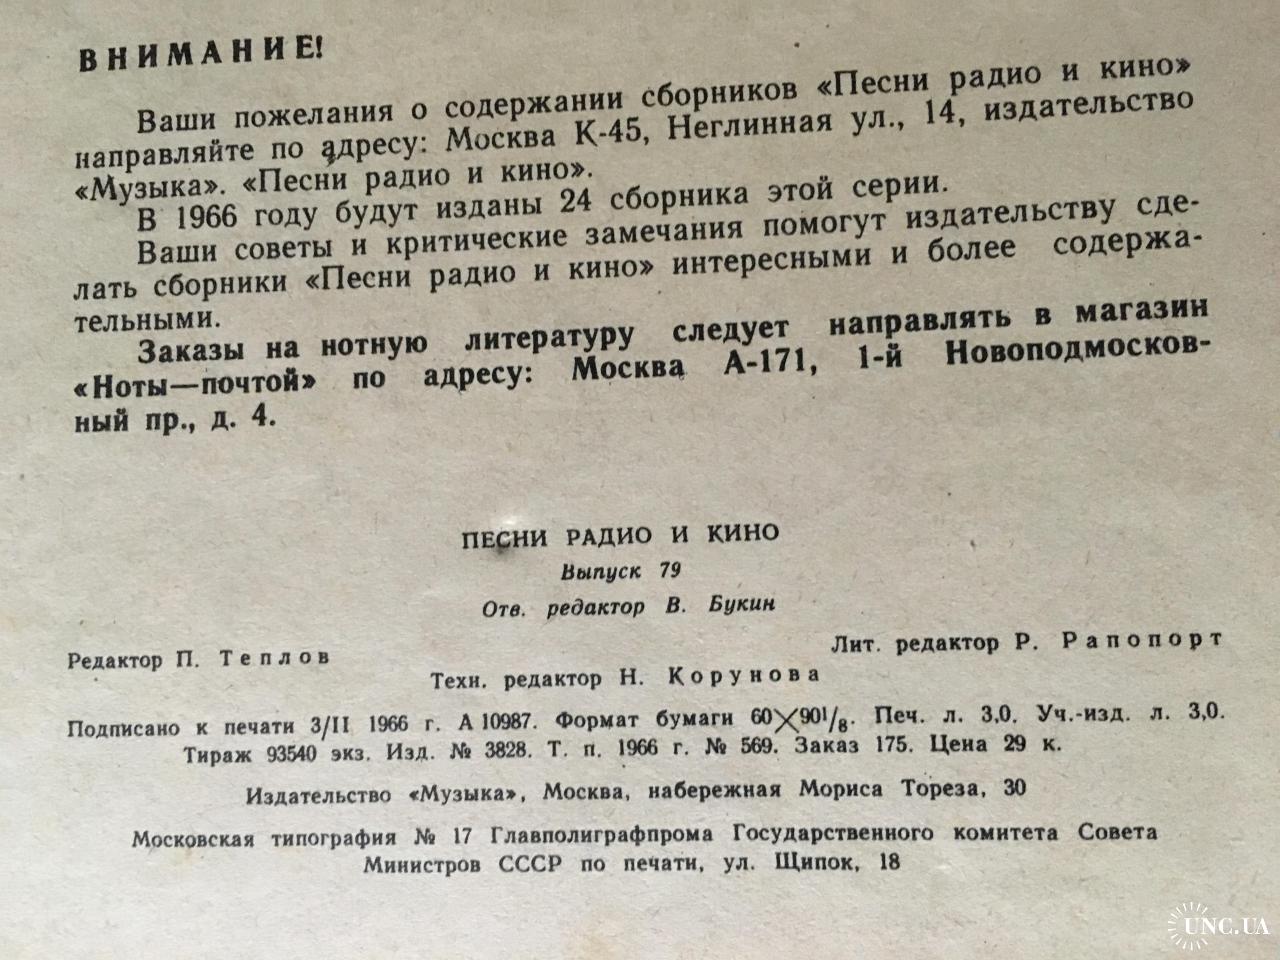 ВНИМАНИЕ!
Ваши пожелания о содержании сборников «Песни радио и кино»
направляйте по адресу: Москва К-45, Неглинная ул., 14, издательство
«Музыка». «Песни радио и кино».
В 1966 году будут изданы 24 сборника этой серии.
Ваши советы и критические замечания помогут издательству сде-
лать сборники «Песни радио и кино» интересными и более содержа-
тельными.
Заказы на нотную литературу следует направлять в магазин
«Ноты—почтой» по адресу: Москва А-171, 1-й Новоподмосков-
ный пр., д. 4.
ПЕСНИ РАДИО И КИНО
Выпуск 79
Отв. редактор В. Букин
Редактор П. Теплов
Лит. редактор Р. Рапопорт
Техн. редактор Н. Корунова
Подписано к печати 3/II 1966 г. А 10987. Формат бумаги 60×90¹/₈. Печ. л. 3,0. Уч.-изд. л. 3,0.
Тираж 93540 экз. Изд. № 3828. Т. п. 1966 г. № 569. Заказ 175. Цена 29 к.
Издательство «Музыка», Москва, набережная Мориса Тореза, 30
Московская типография № 17 Главполиграфпрома Государственного комитета Совета
Министров СССР по печати, ул. Щипок, 18
UNC.UA